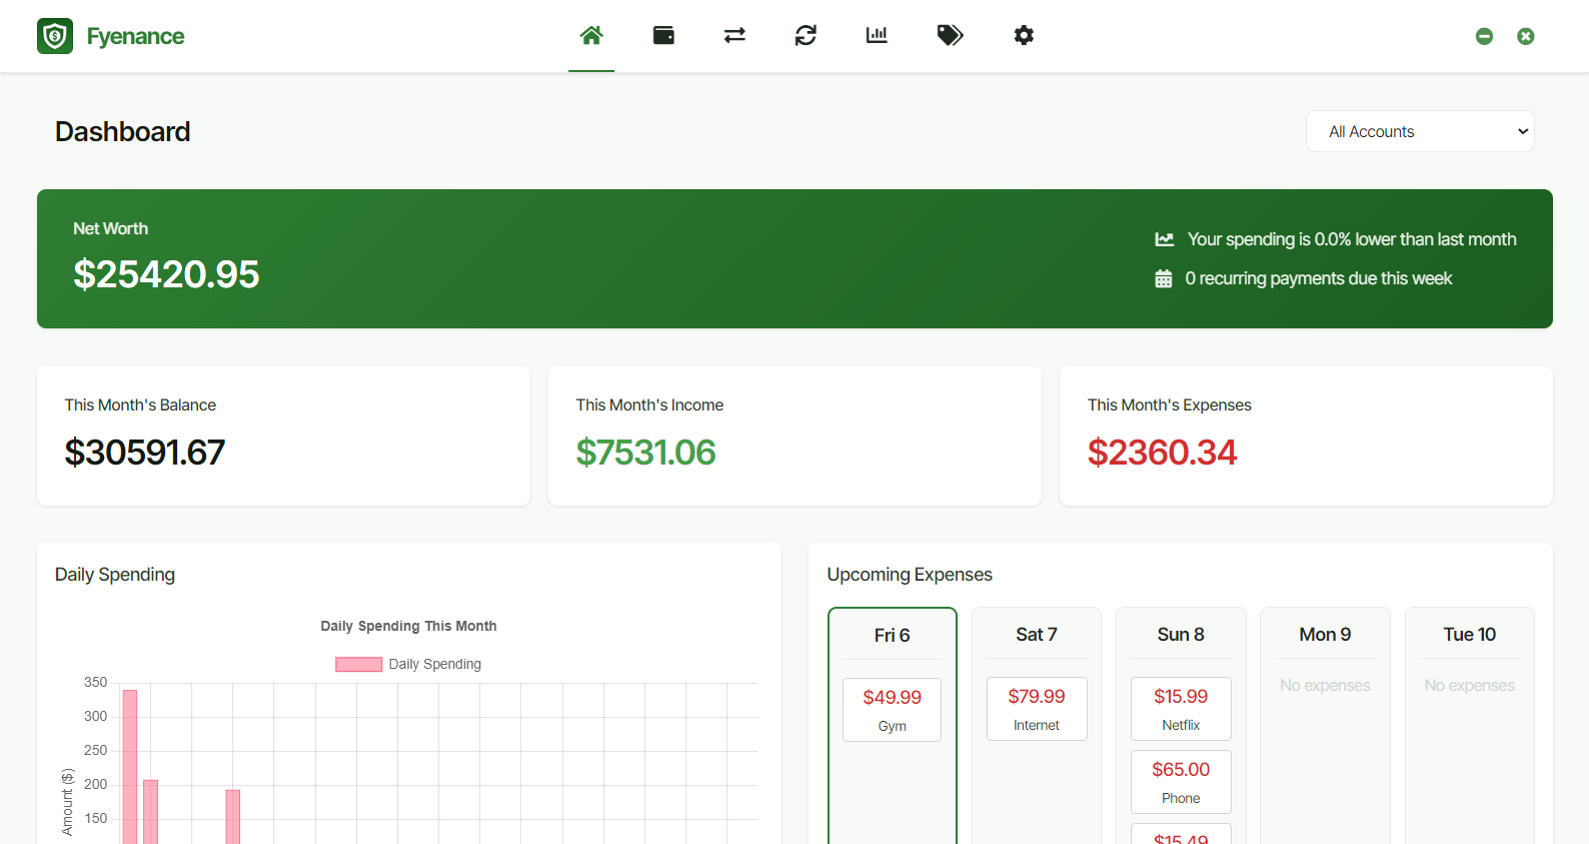 Fyenance
Dashboard
All Accounts
Net Worth
$25420.95
Your spending is 0.0% lower than last month
0 recurring payments due this week
This Month's Balance
$30591.67
This Month's Income
$7531.06
This Month's Expenses
$2360.34
Daily Spending
Daily Spending This Month
Daily Spending
350
300
250
200
150
Amount ($)
Upcoming Expenses
Fri 6
$49.99
Gym
Sat 7
$79.99
Internet
Sun 8
$15.99
Netflix
$65.00
Phone
$15.49
Mon 9
No expenses
Tue 10
No expenses